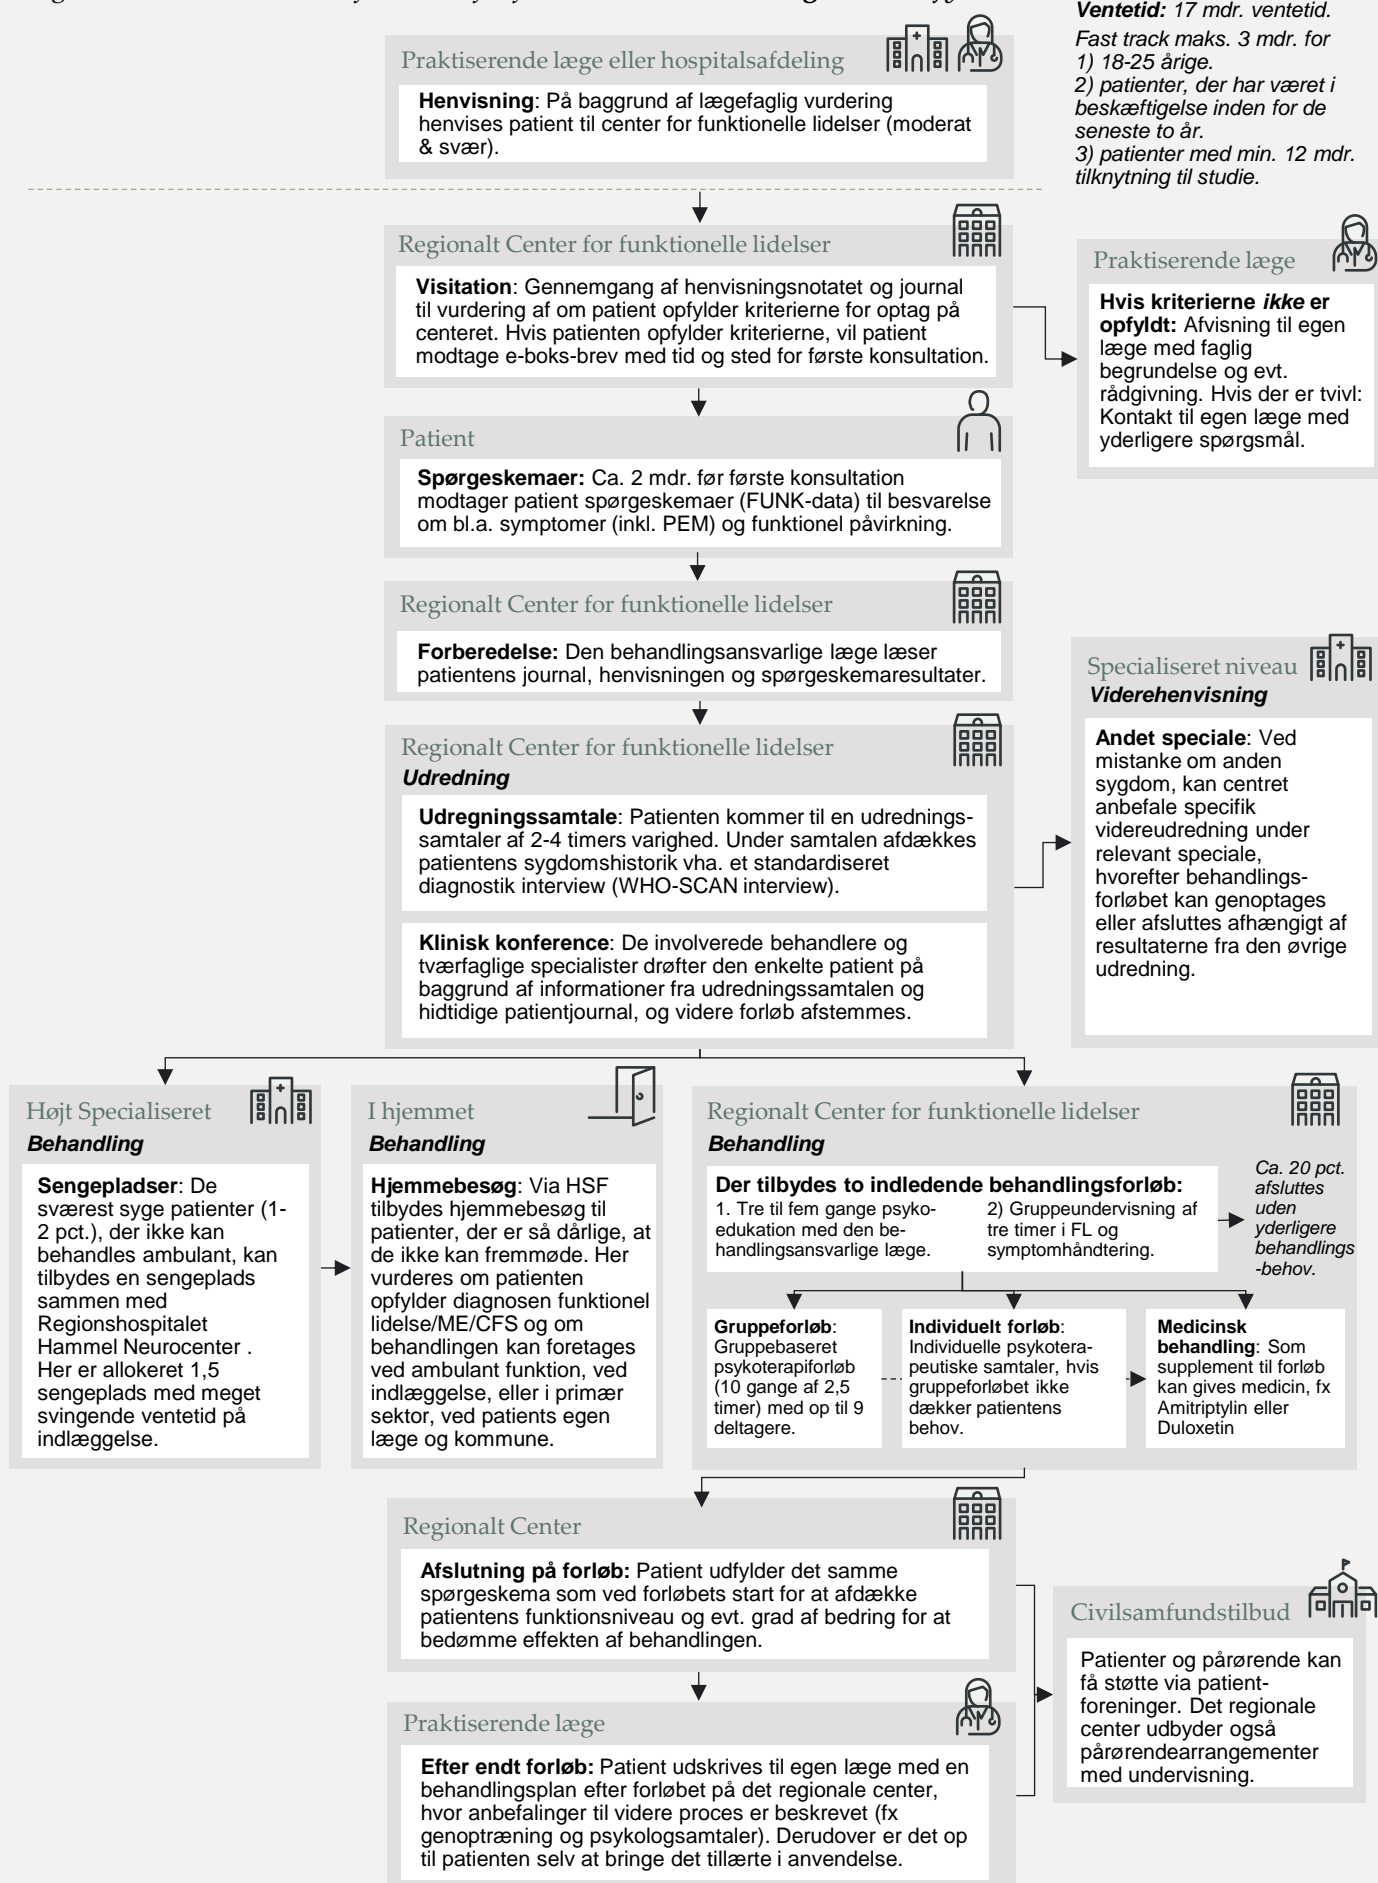 Ventetid: 17 mdr. ventetid.
Fast track maks. 3 mdr. for
1) 18-25 årige.
2) patienter, der har været i
beskæftigelse inden for de
seneste to år.
3) patienter med min. 12 mdr.
tilknytning til studie.
Praktiserende læge eller hospitalsafdeling
Henvisning: På baggrund af lægefaglig vurdering
henvises patient til center for funktionelle lidelser (moderat
& svær).
Regionalt Center for funktionelle lidelser
Visitation: Gennemgang af henvisningsnotatet og journal
til vurdering af om patient opfylder kriterierne for optag på
centeret. Hvis patienten opfylder kriterierne, vil patient
modtage e-boks-brev med tid og sted for første konsultation.
Praktiserende læge
Hvis kriterierne ikke er
opfyldt: Afvisning til egen
læge med faglig
begrundelse og evt.
rådgivning. Hvis der er tvivl:
Kontakt til egen læge med
yderligere spørgsmål.
Patient
Spørgeskemaer: Ca. 2 mdr. før første konsultation
modtager patient spørgeskemaer (FUNK-data) til besvarelse
om bl.a. symptomer (inkl. PEM) og funktionel påvirkning.
Regionalt Center for funktionelle lidelser
Forberedelse: Den behandlingsansvarlige læge læser
patientens journal, henvisningen og spørgeskemaresultater.
Regionalt Center for funktionelle lidelser
Udredning
Udregningssamtale: Patienten kommer til en udrednings-
samtaler af 2-4 timers varighed. Under samtalen afdækkes
patientens sygdomshistorik vha. et standardiseret
diagnostik interview (WHO-SCAN interview).
Klinisk konference: De involverede behandlere og
tværfaglige specialister drøfter den enkelte patient på
baggrund af informationer fra udredningssamtalen og
hidtidige patientjournal, og videre forløb afstemmes.
Specialiseret niveau
Viderehenvisning
Andet speciale: Ved
mistanke om anden
sygdom, kan centret
anbefale specifik
videreudredning under
relevant speciale,
hvorefter behandlings-
forløbet kan genoptages
eller afsluttes afhængigt af
resultaterne fra den øvrige
udredning.
Højt Specialiseret
Behandling
Sengepladser: De
sværest syge patienter (1-
2 pct.), der ikke kan
behandles ambulant, kan
tilbydes en sengeplads
sammen med
Regionshospitalet
Hammel Neurocenter .
Her er allokeret 1,5
sengeplads med meget
svingende ventetid på
indlæggelse.
I hjemmet
Behandling
Hjemmebesøg: Via HSF
tilbydes hjemmebesøg til
patienter, der er så dårlige, at
de ikke kan fremmøde. Her
vurderes om patienten
opfylder diagnosen funktionel
lidelse/ME/CFS og om
behandlingen kan foretages
ved ambulant funktion, ved
indlæggelse, eller i primær
sektor, ved patients egen
læge og kommune.
Regionalt Center for funktionelle lidelser
Behandling
Der tilbydes to indledende behandlingsforløb:
1. Tre til fem gange psyko-
edukation med den be-
handlingsansvarlige læge.
2) Gruppeundervisning af
tre timer i FL og
symptomhåndtering.
Ca. 20 pct.
afsluttes
uden
yderligere
behandlings
-behov.
Gruppeforløb:
Gruppebaseret
psykoterapiforløb
(10 gange af 2,5
timer) med op til 9
deltagere.
Individuelt forløb:
Individuelle psykotera-
peutiske samtaler, hvis
gruppeforløbet ikke
dækker patientens
behov.
Medicinsk
behandling: Som
supplement til forløb
kan gives medicin, fx
Amitriptylin eller
Duloxetin
Regionalt Center
Afslutning på forløb: Patient udfylder det samme
spørgeskema som ved forløbets start for at afdække
patientens funktionsniveau og evt. grad af bedring for at
bedømme effekten af behandlingen.
Civilsamfundstilbud
Patienter og pårørende kan
få støtte via patient-
foreninger. Det regionale
center udbyder også
pårørendearrangementer
med undervisning.
Praktiserende læge
Efter endt forløb: Patient udskrives til egen læge med en
behandlingsplan efter forløbet på det regionale center,
hvor anbefalinger til videre proces er beskrevet (fx
genoptræning og psykologsamtaler). Derudover er det op
til patienten selv at bringe det tillærte i anvendelse.